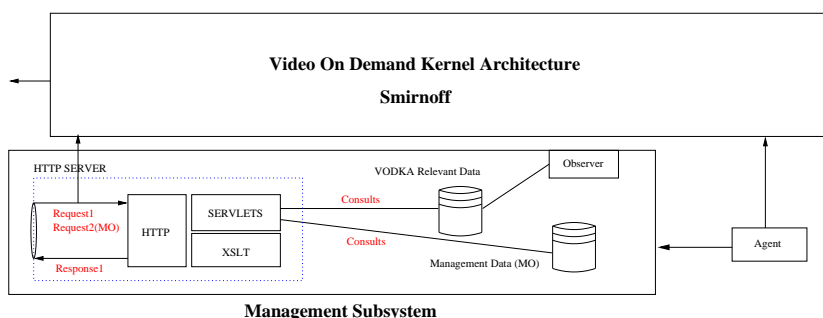 Video On Demand Kernel Architecture
Smirnoff
HTTP SERVER
VODKA Relevant Data
Observer
Request1
Request2(MO)
Response1
HTTP
SERVLETS
XSLT
Consults
Consults
Management Data (MO)
Agent
Management Subsystem